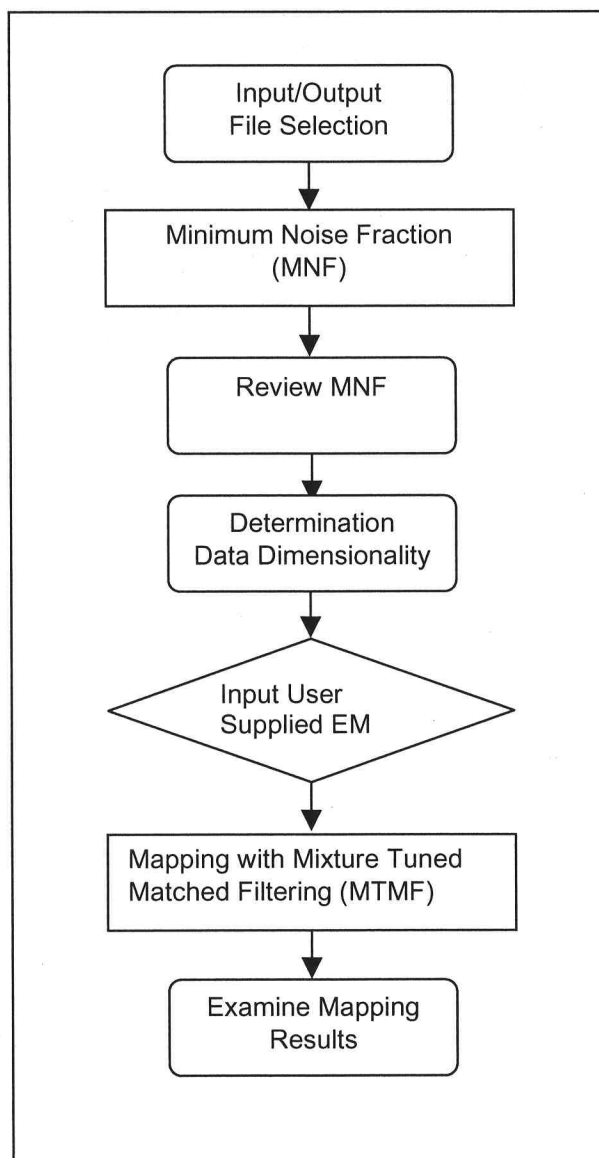 Input/Output
File Selection
Minimum Noise Fraction
(MNF)
Review MNF
Determination
Data Dimensionality
Input User
Supplied EM
Mapping with Mixture Tuned
Matched Filtering (MTMF)
Examine Mapping
Results